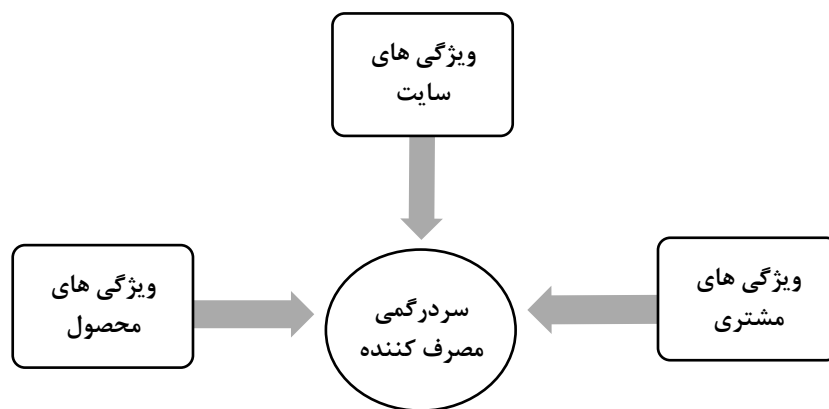 ویژگی های
سایت
ویژگی های
مشتری
سردرگمی
مصرف کننده
ویژگی های
محصول